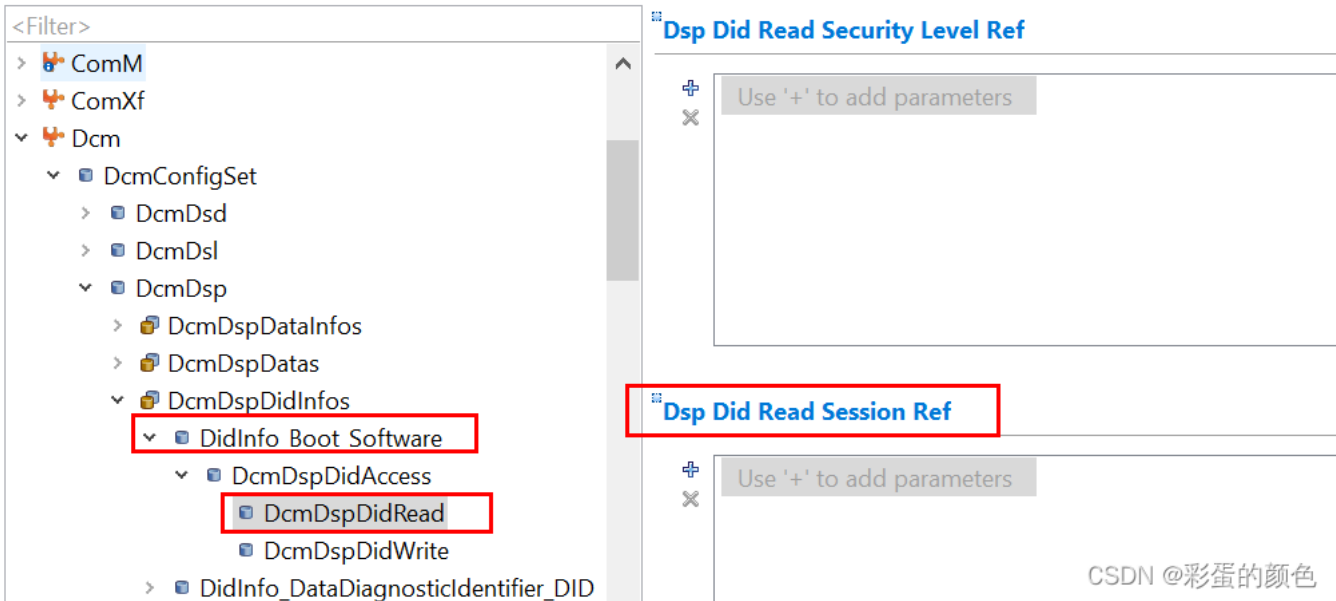 <Filter>
ComM
ComXf
Dcm
DcmConfigSet
DcmDsd
DcmDsl
DcmDsp
DcmDspDataInfos
DcmDspDatas
DcmDspDidInfos
DidInfo_Boot_Software
DcmDspDidAccess
DcmDspDidRead
DcmDspDidWrite
DidInfo_DataDiagnosticIdentifier_DID
Dsp Did Read Security Level Ref
Use '+' to add parameters
Dsp Did Read Session Ref
Use '+' to add parameters
CSDN @彩蛋的颜色